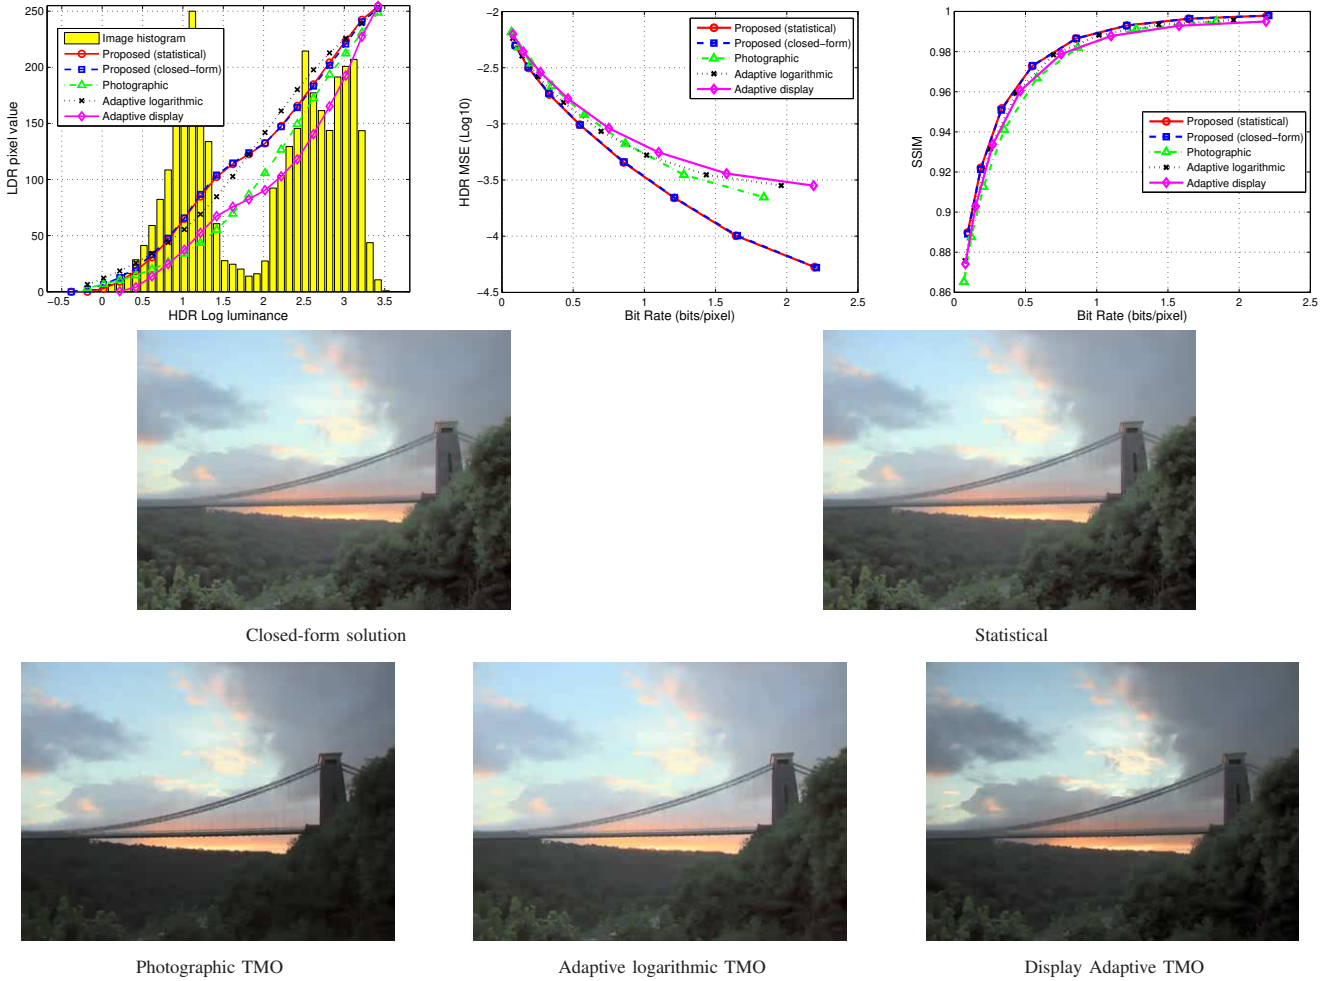 250
200
150
100
50
0
LDR pixel value
Image histogram
Proposed (statistical)
Proposed (closed−form)
Photographic
Adaptive logarithmic
Adaptive display
−0.5 0 0.5 1 1.5 2 2.5 3 3.5
HDR Log luminance
−2
−2.5
−3
−3.5
−4
−4.5
HDR MSE (Log10)
Proposed (statistical)
Proposed (closed−form)
Photographic
Adaptive logarithmic
Adaptive display
0 0.5 1 1.5 2 2.5
Bit Rate (bits/pixel)
1
0.98
0.96
0.94
0.92
0.9
0.88
0.86
SSIM
Proposed (statistical)
Proposed (closed−form)
Photographic
Adaptive logarithmic
Adaptive display
0 0.5 1 1.5 2 2.5
Bit Rate (bits/pixel)
Closed-form solution
Statistical
Photographic TMO
Adaptive logarithmic TMO
Display Adaptive TMO